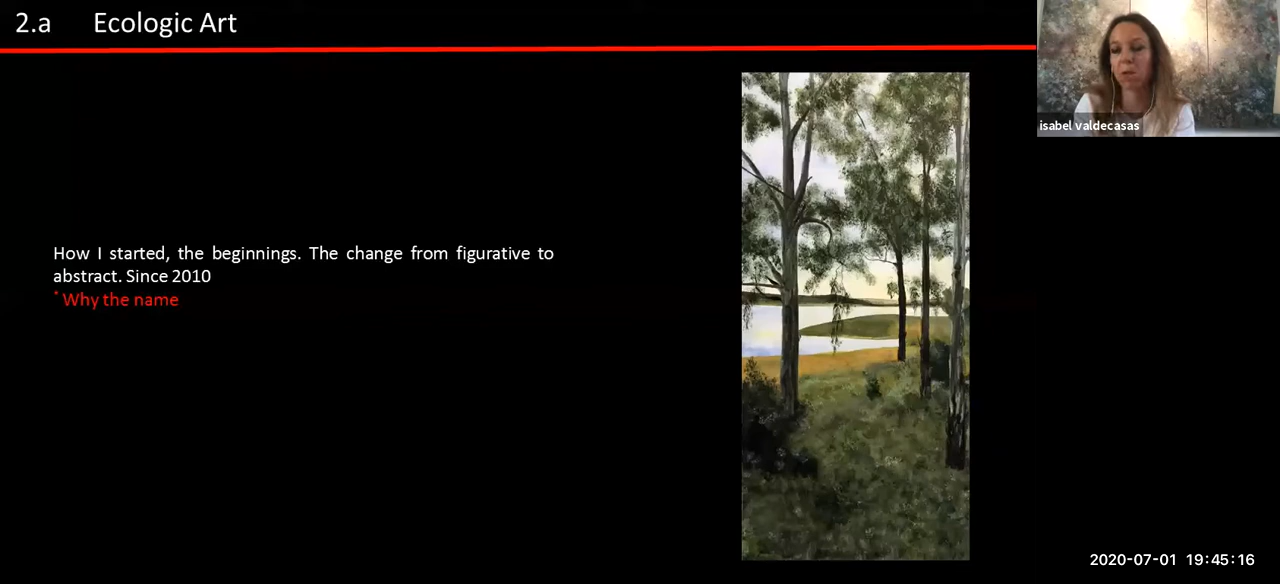 2.a Ecologic Art
isabel valdecasas
How I started, the beginnings. The change from figurative to
abstract. Since 2010
* Why the name
2020-07-01 19:45:16